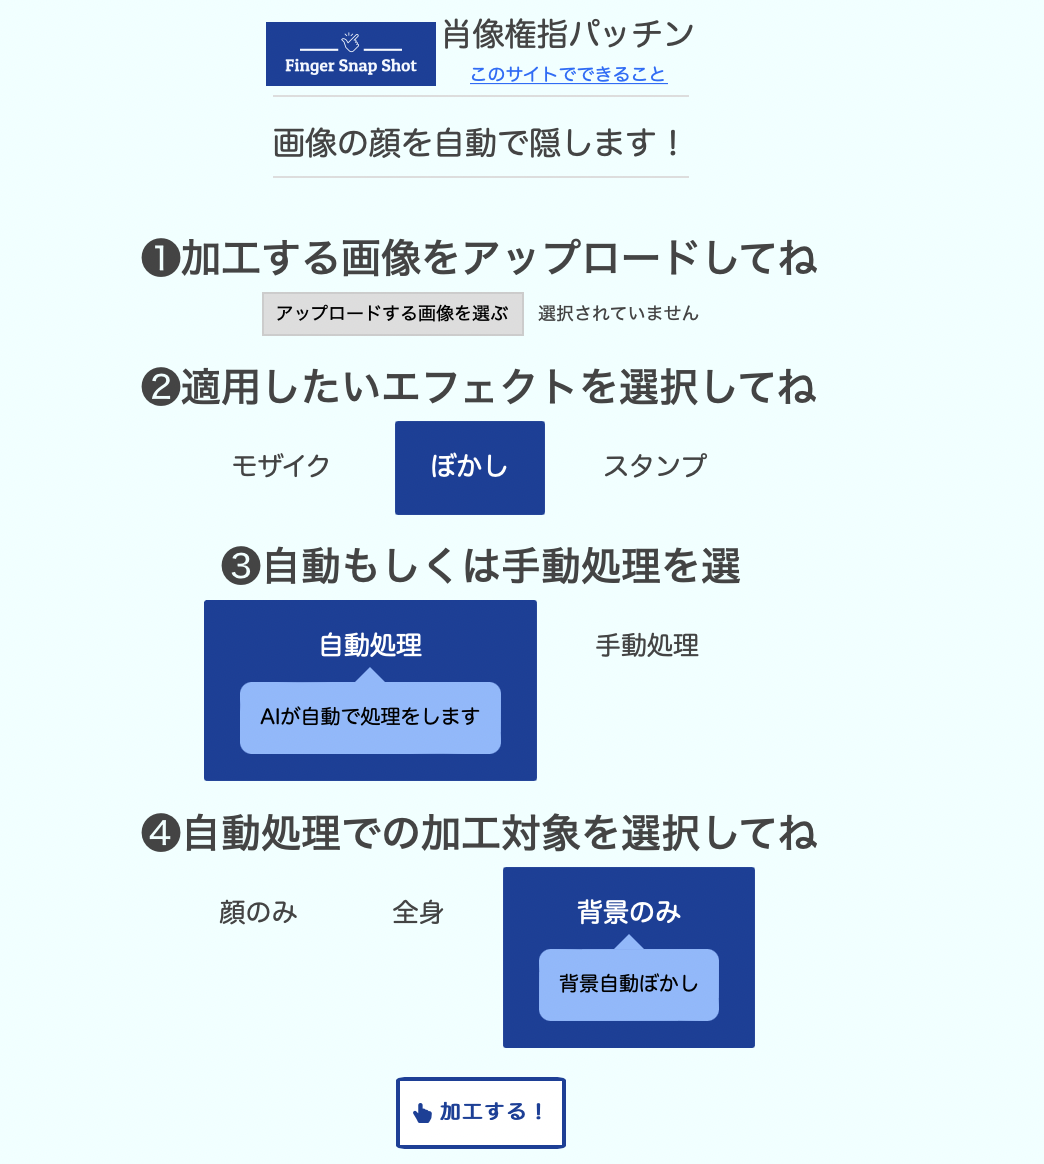 Finger Snap Shot
肖像権指パッチン
このサイトでできること
画像の顔を自動で隠します！
❶加工する画像をアップロードしてね
アップロードする画像を選ぶ 選択されていません
❷適用したいエフェクトを選択してね
モザイク ぼかし スタンプ
❸自動もしくは手動処理を選
自動処理 手動処理
AIが自動で処理をします
❹自動処理での加工対象を選択してね
顔のみ 全身 背景のみ
背景自動ぼかし
加工する！